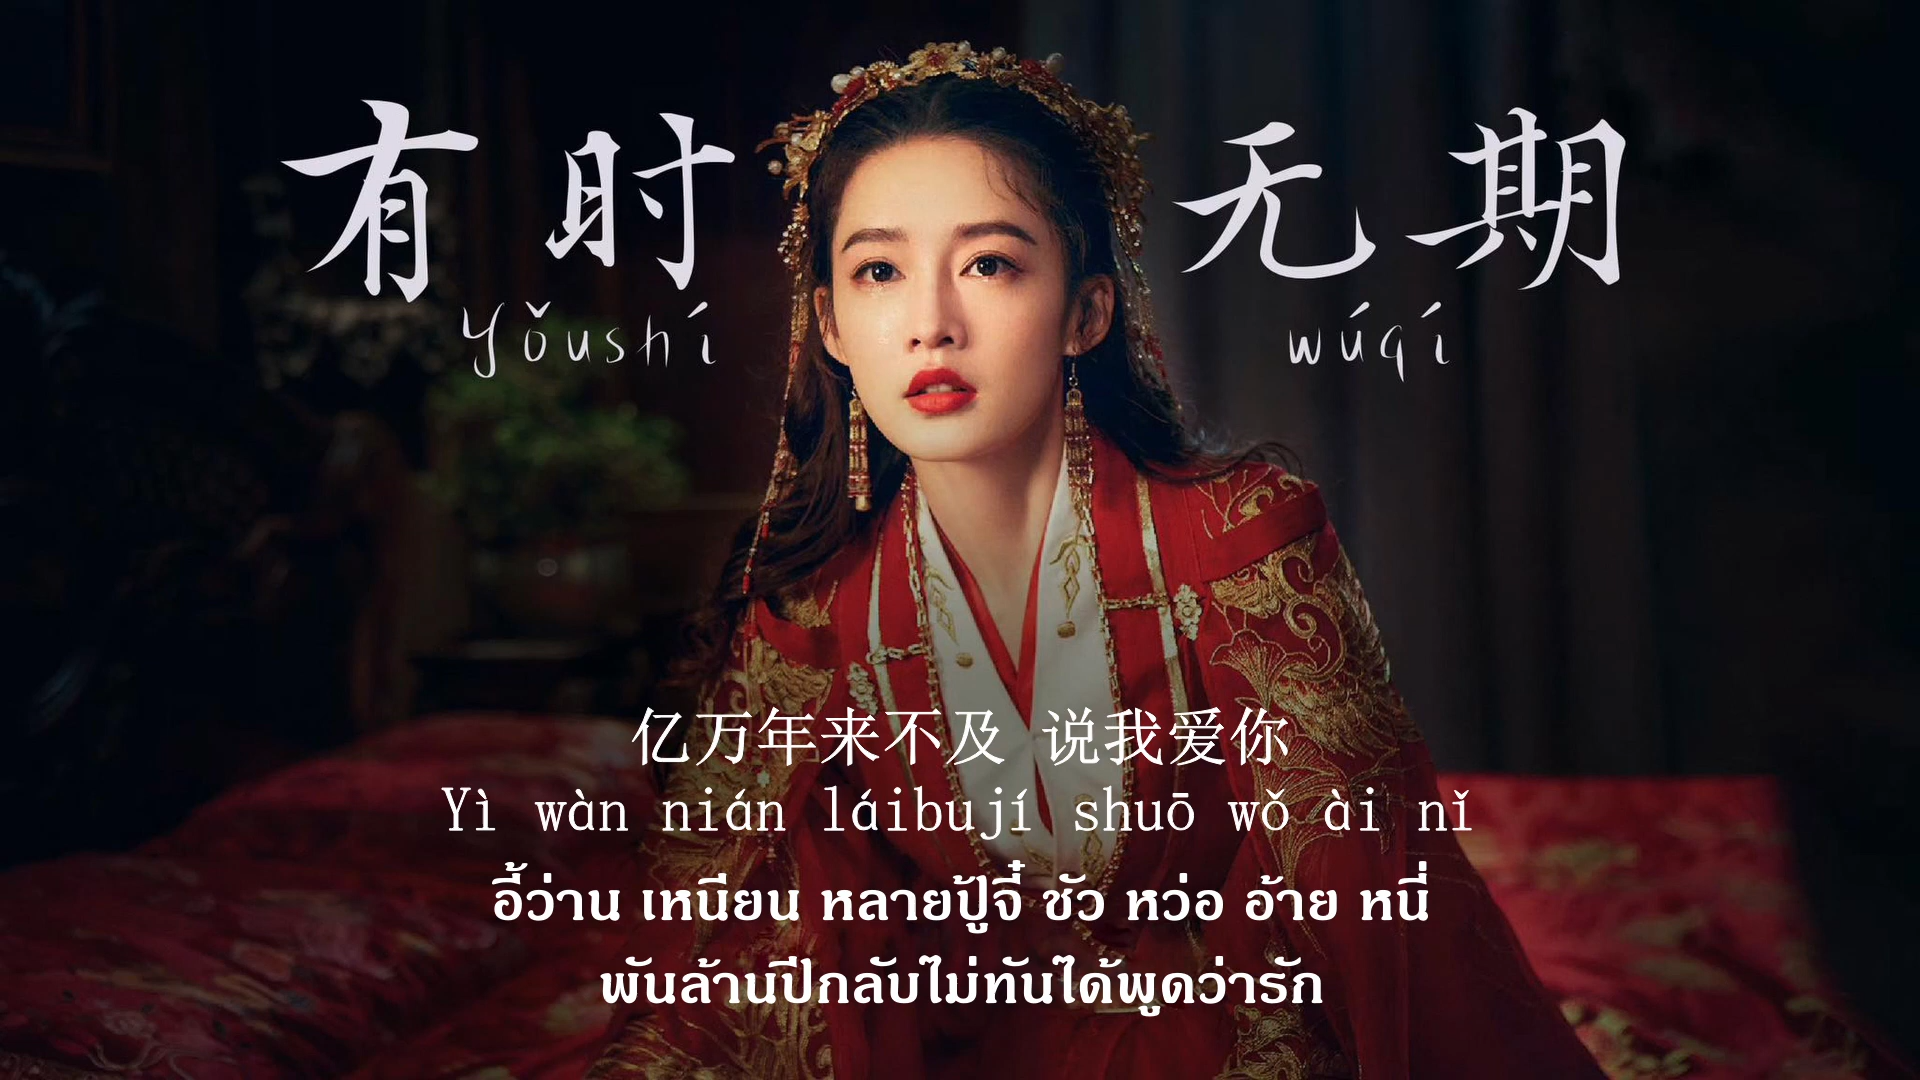 有时 无期
Yǒushí wúqí
亿万年来不及 说我爱你
Yì wàn nián láibují shuō wǒ ài nǐ
อี้ว่าน เหนียน หลายปู้จี๋ ชัว หว่อ อ้าย หนี่
พันล้านปีกลับไม่ทันได้พูดว่ารัก